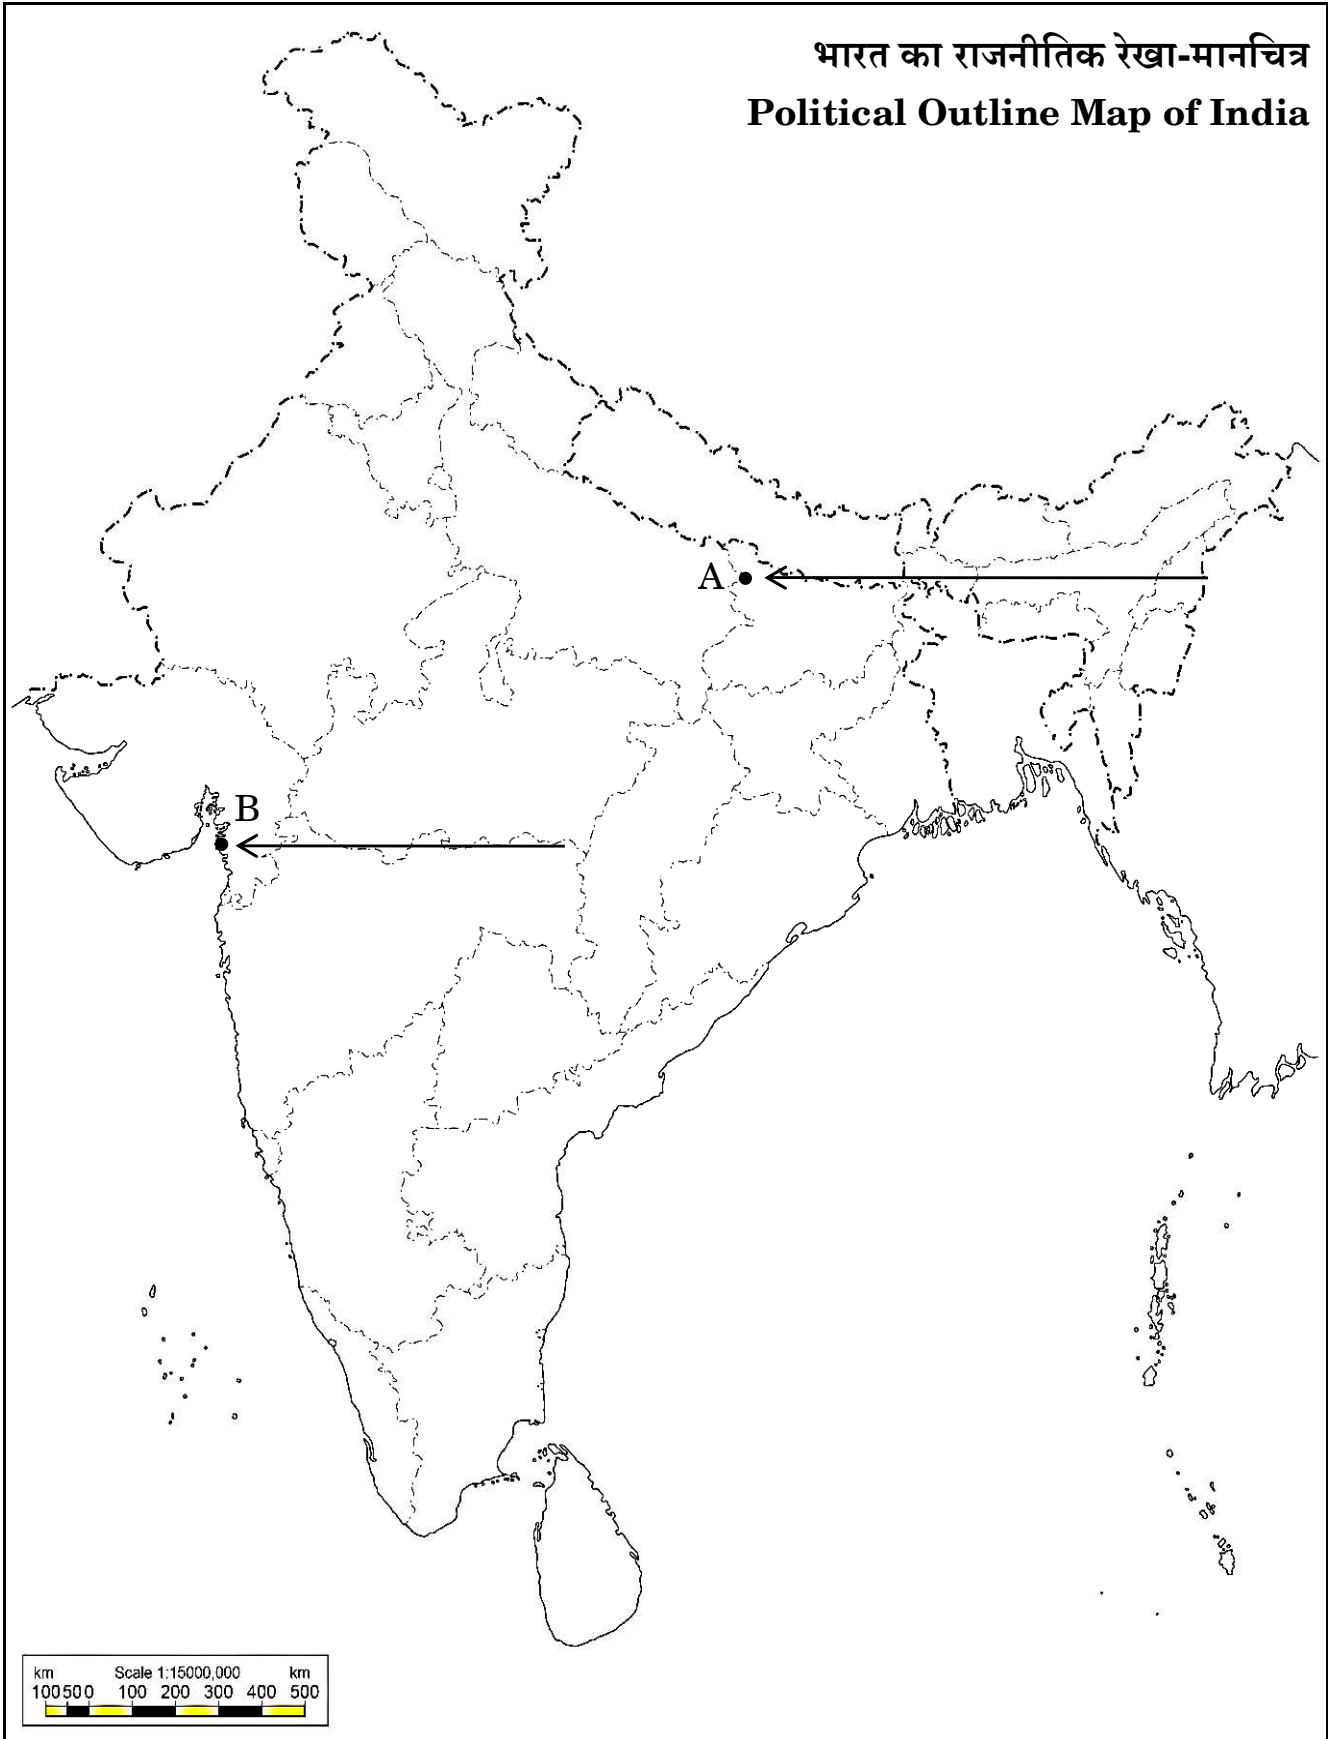 भारत का राजनीतिक रेखा-मानचित्र
Political Outline Map of India
A
B
km Scale 1:15000,000 km
100 50 0 100 200 300 400 500